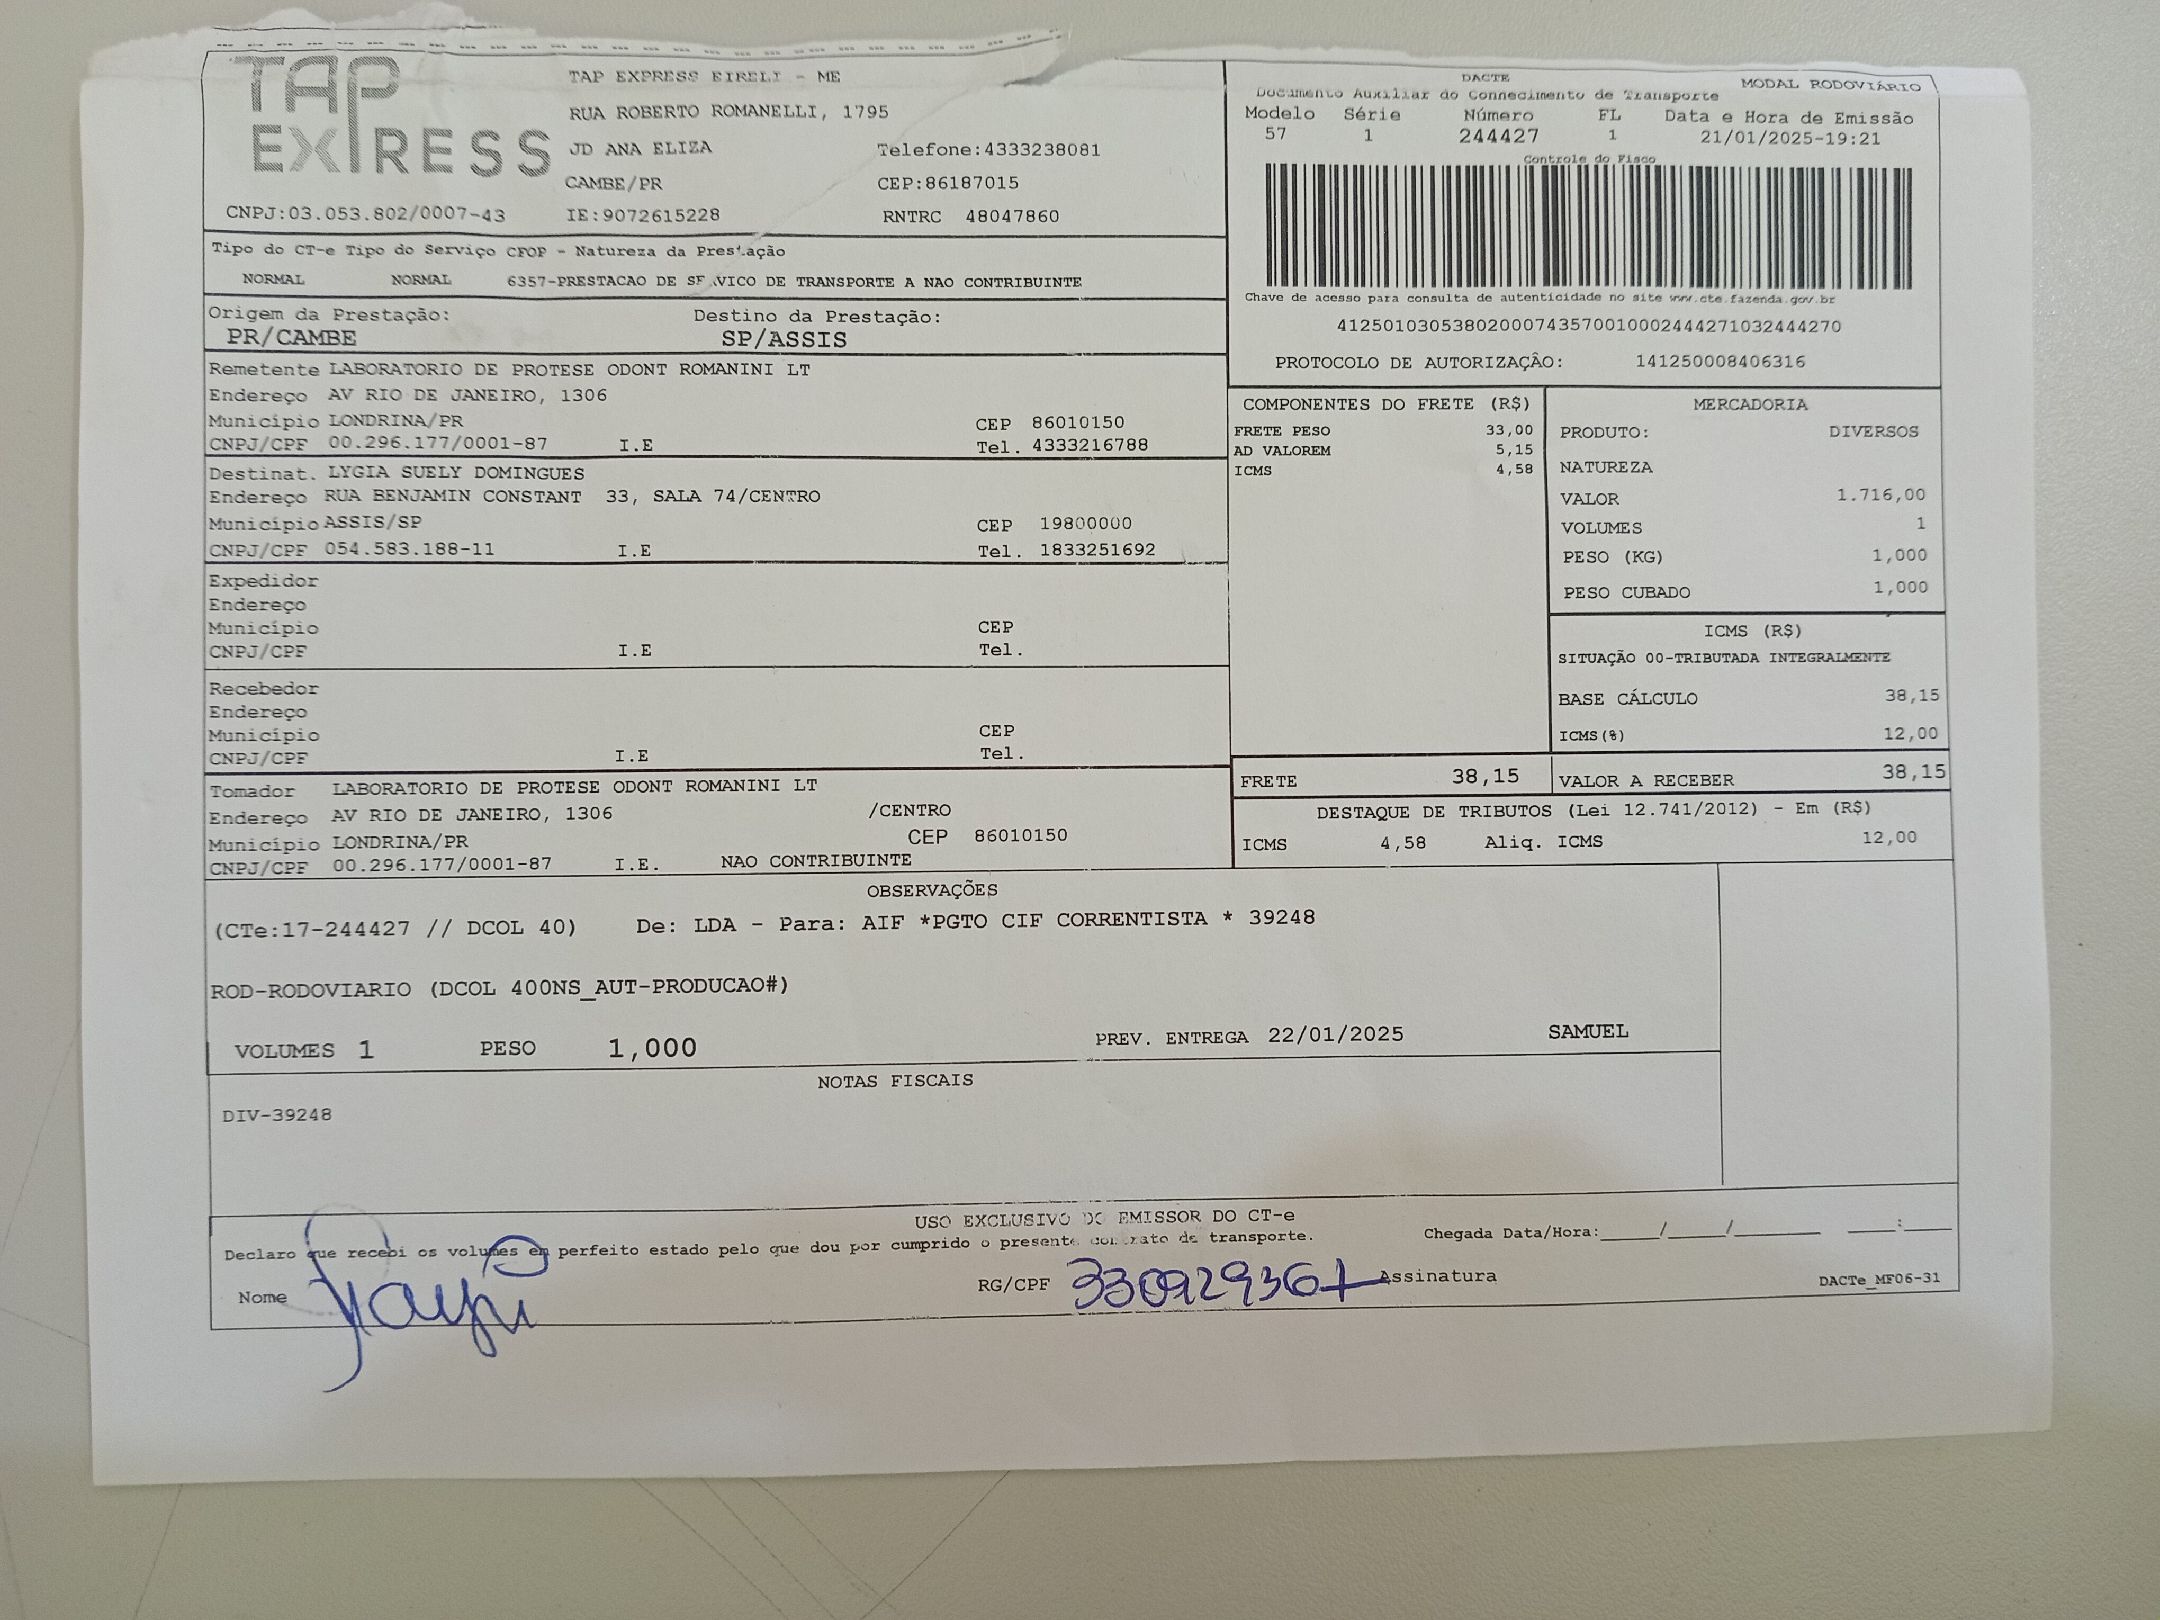 TAP EXPRESS
TAP EXPRESS EIRELI - ME
RUA ROBERTO ROMANELLI, 1795
JD ANA ELIZA Telefone:4333238081
CAMBE/PR CEP:86187015
CNPJ:03.053.802/0007-43 IE:9072615228 RNTRC 48047860
DACTE MODAL RODOVIÁRIO
Documento Auxiliar do Conhecimento de Transporte
Modelo Série Número FL Data e Hora de Emissão
57 1 244427 1 21/01/2025-19:21
Controle do Fisco
Chave de acesso para consulta de autenticidade no site www.cte.fazenda.gov.br
41250103053802000743570010002444271032444270
PROTOCOLO DE AUTORIZAÇÃO: 141250008406316
Tipo do CT-e Tipo do Serviço CFOP - Natureza da Prestação
NORMAL NORMAL 6357-PRESTACAO DE SERVICO DE TRANSPORTE A NAO CONTRIBUINTE
Origem da Prestação: Destino da Prestação:
PR/CAMBE SP/ASSIS
Remetente LABORATORIO DE PROTESE ODONT ROMANINI LT
Endereço AV RIO DE JANEIRO, 1306
Município LONDRINA/PR CEP 86010150
CNPJ/CPF 00.296.177/0001-87 I.E Tel. 4333216788
Destinat. LYGIA SUELY DOMINGUES
Endereço RUA BENJAMIN CONSTANT 33, SALA 74/CENTRO
Município ASSIS/SP CEP 19800000
CNPJ/CPF 054.583.188-11 I.E Tel. 1833251692
Expedidor
Endereço
Município CEP
CNPJ/CPF I.E Tel.
Recebedor
Endereço
Município CEP
CNPJ/CPF I.E Tel.
Tomador LABORATORIO DE PROTESE ODONT ROMANINI LT
Endereço AV RIO DE JANEIRO, 1306 /CENTRO
Município LONDRINA/PR CEP 86010150
CNPJ/CPF 00.296.177/0001-87 I.E. NAO CONTRIBUINTE
COMPONENTES DO FRETE (R$)
FRETE PESO 33,00
AD VALOREM 5,15
ICMS 4,58
MERCADORIA
PRODUTO: DIVERSOS
NATUREZA
VALOR 1.716,00
VOLUMES 1
PESO (KG) 1,000
PESO CUBADO 1,000
ICMS (R$)
SITUAÇÃO 00-TRIBUTADA INTEGRALMENTE
BASE CÁLCULO 38,15
ICMS(%) 12,00
FRETE 38,15 VALOR A RECEBER 38,15
DESTAQUE DE TRIBUTOS (Lei 12.741/2012) - Em (R$)
ICMS 4,58 Aliq. ICMS 12,00
OBSERVAÇÕES
(CTe:17-244427 // DCOL 40) De: LDA - Para: AIF *PGTO CIF CORRENTISTA * 39248
ROD-RODOVIARIO (DCOL 400NS_AUT-PRODUCAO#)
VOLUMES 1 PESO 1,000 PREV. ENTREGA 22/01/2025 SAMUEL
NOTAS FISCAIS
DIV-39248
USO EXCLUSIVO DO EMISSOR DO CT-e
Declaro que recebi os volumes em perfeito estado pelo que dou por cumprido o presente contrato de transporte. Chegada Data/Hora:_____/_____/________ ____:____
Nome RG/CPF 330929367 Assinatura DACTe_MF06-31